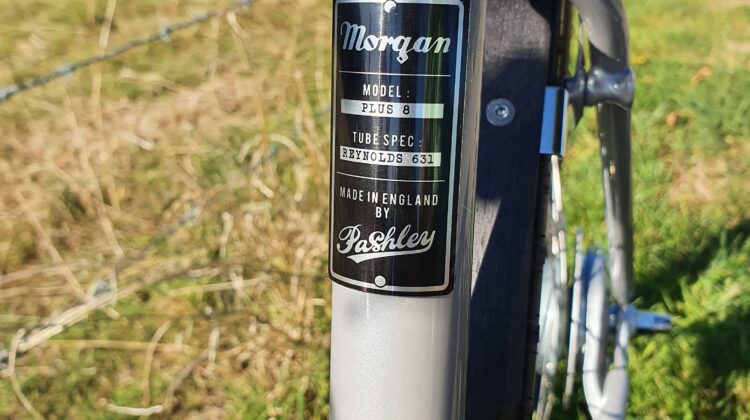 Morgan
MODEL :
PLUS 8
TUBE SPEC :
REYNOLDS 631
MADE IN ENGLAND
BY
Pashley